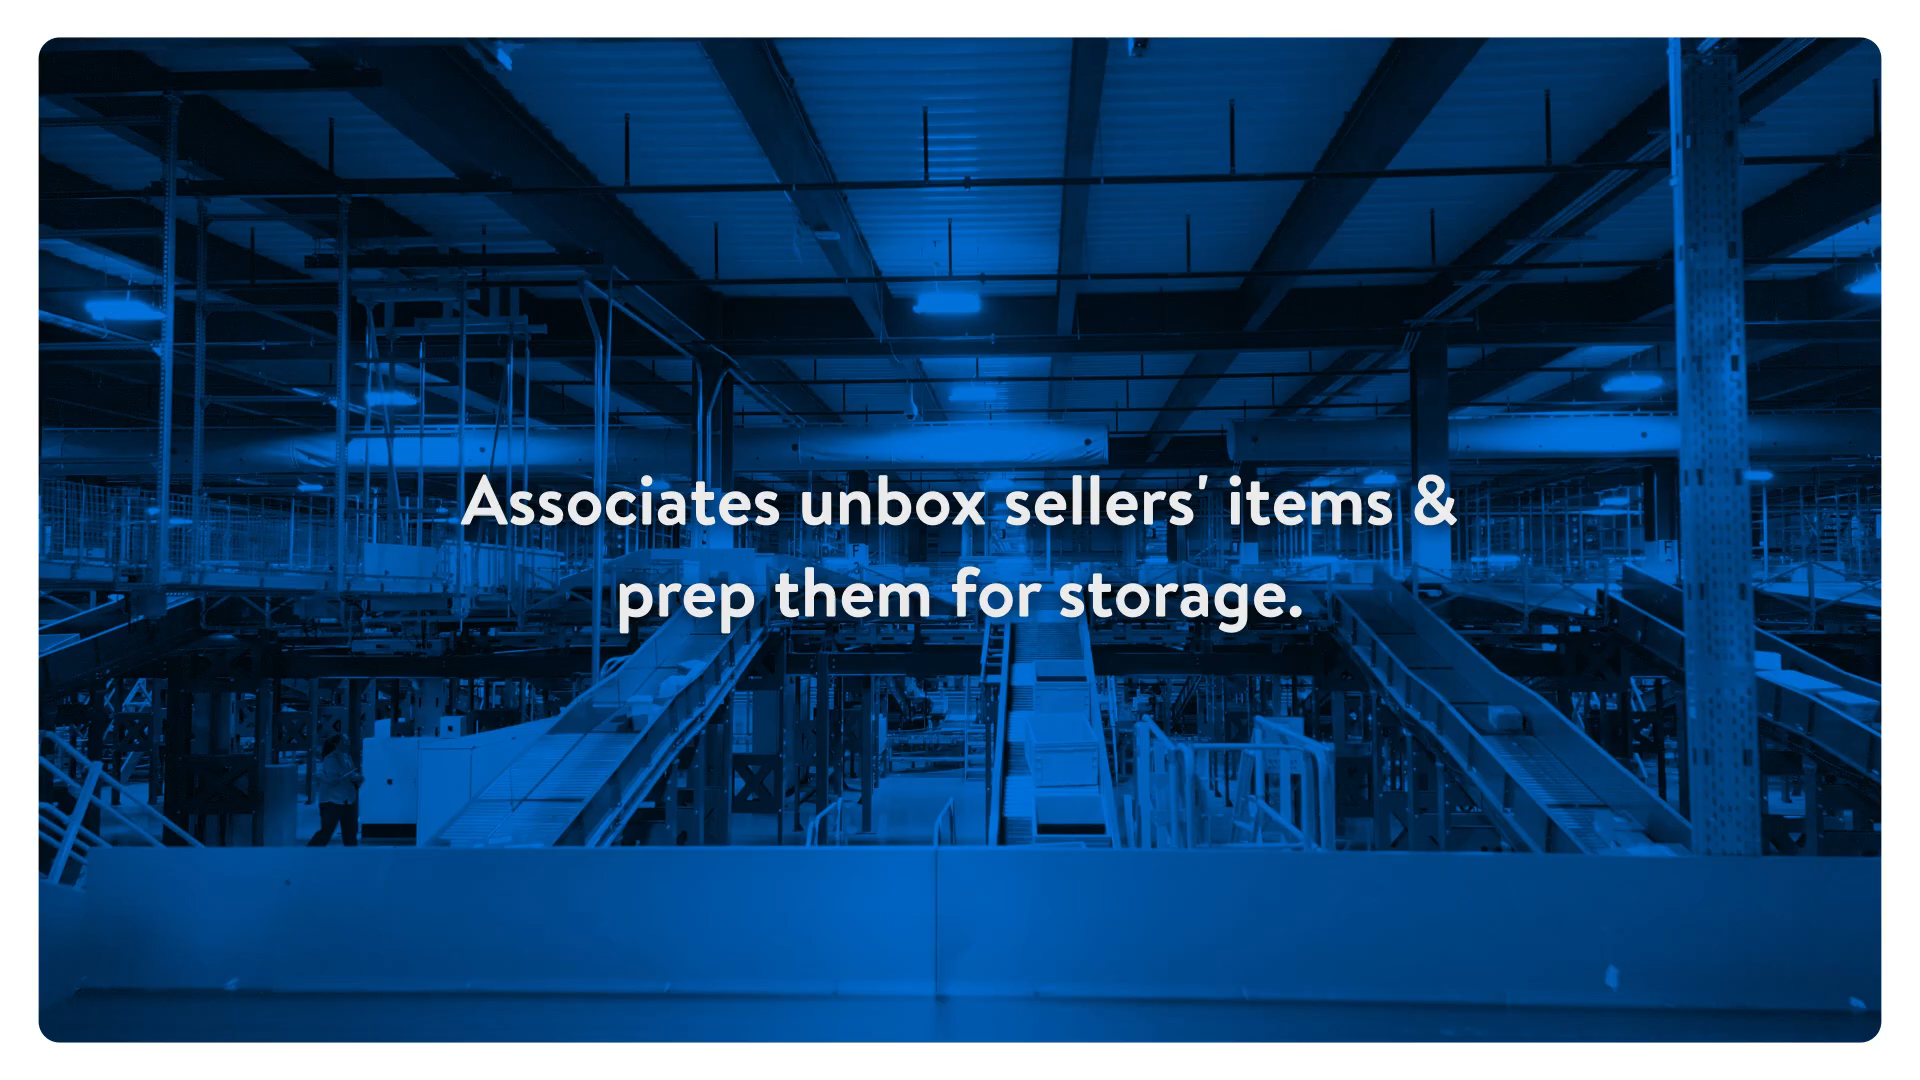 Associates unbox sellers' items &
prep them for storage.